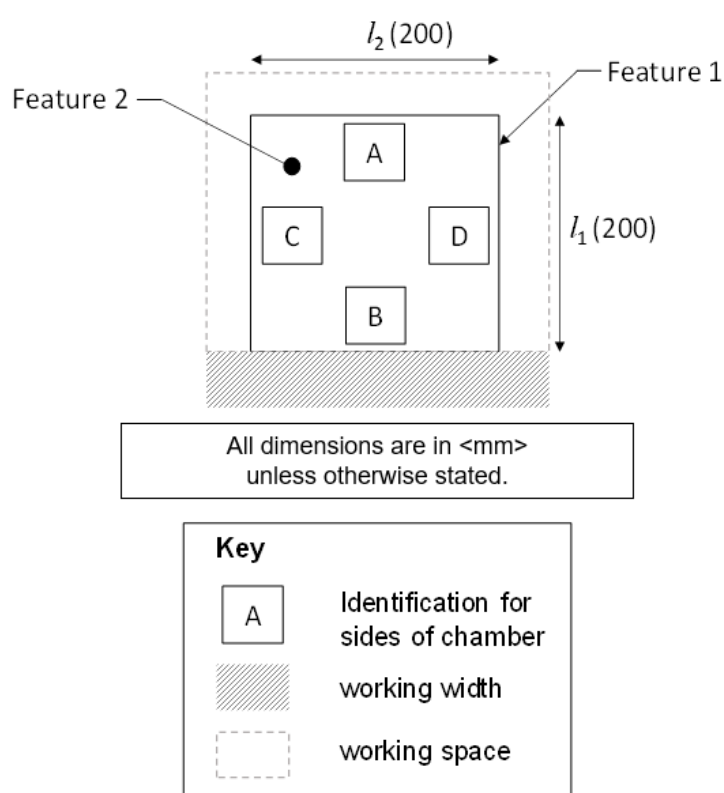 l₂ (200)
Feature 1
Feature 2
A
C
D
l₁ (200)
B
All dimensions are in <mm>
unless otherwise stated.
Key
A
Identification for
sides of chamber
working width
working space